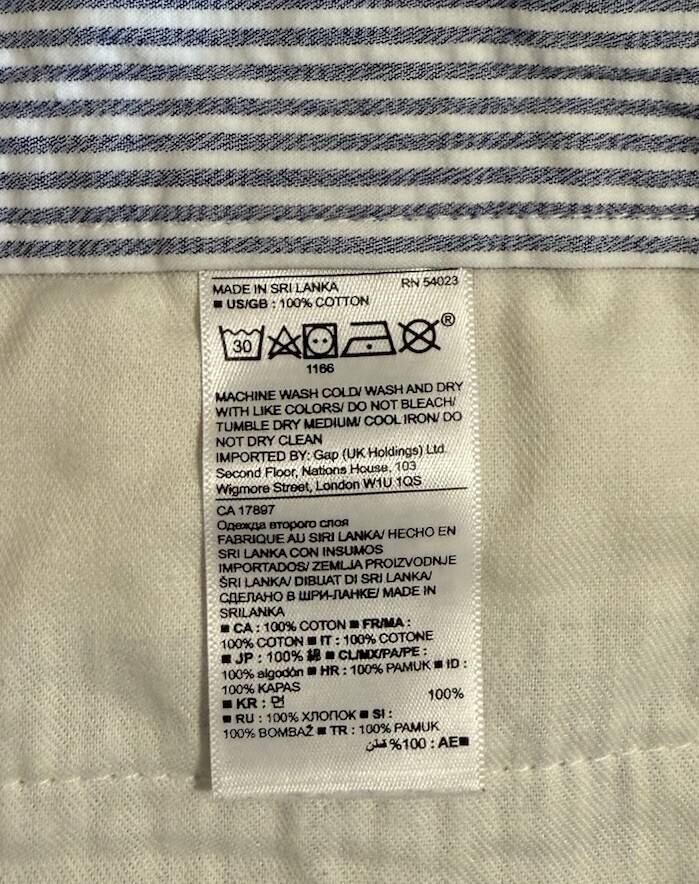 MADE IN SRI LANKA RN 54023
■ US/GB : 100% COTTON
30
®
1166
MACHINE WASH COLD/ WASH AND DRY
WITH LIKE COLORS/ DO NOT BLEACH/
TUMBLE DRY MEDIUM/ COOL IRON/ DO
NOT DRY CLEAN
IMPORTED BY: Gap (UK Holdings) Ltd.
Second Floor, Nations House, 103
Wigmore Street, London W1U 1QS
CA 17897
Одежда второго слоя
FABRIQUE AU SIRI LANKA/ HECHO EN
SRI LANKA CON INSUMOS
IMPORTADOS/ ZEMLJA PROIZVODNJE
ŠRI LANKA/ DIBUAT DI SRI LANKA/
СДЕЛАНО В ШРИ-ЛАНКЕ/ MADE IN
SRILANKA
■ CA : 100% COTON ■ FR/MA :
100% COTON ■ IT : 100% COTONE
■ JP : 100% 綿 ■ CL/MX/PA/PE :
100% algodón ■ HR : 100% PAMUK ■ ID :
100% KAPAS
■ KR : 면 100%
■ RU : 100% ХЛОПОК ■ SI :
100% BOMBAŽ ■ TR : 100% PAMUK
■AE : 100% قطن